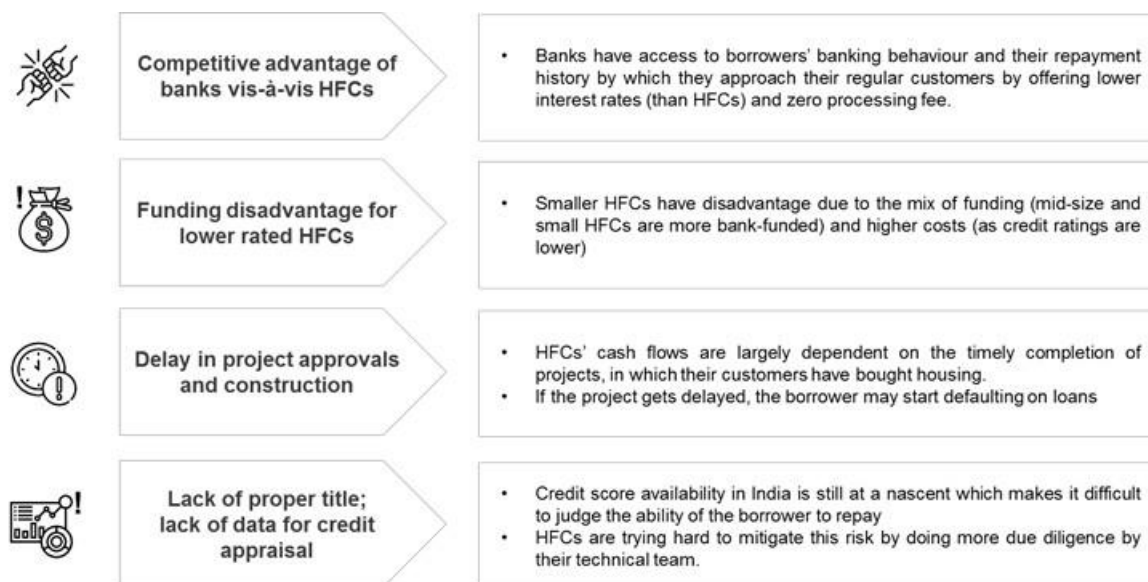 Competitive advantage of
banks vis-à-vis HFCs
• Banks have access to borrowers' banking behaviour and their repayment
history by which they approach their regular customers by offering lower
interest rates (than HFCs) and zero processing fee.
Funding disadvantage for
lower rated HFCs
• Smaller HFCs have disadvantage due to the mix of funding (mid-size and
small HFCs are more bank-funded) and higher costs (as credit ratings are
lower)
Delay in project approvals
and construction
• HFCs' cash flows are largely dependent on the timely completion of
projects, in which their customers have bought housing.
• If the project gets delayed, the borrower may start defaulting on loans
Lack of proper title;
lack of data for credit
appraisal
• Credit score availability in India is still at a nascent which makes it difficult
to judge the ability of the borrower to repay
• HFCs are trying hard to mitigate this risk by doing more due diligence by
their technical team.